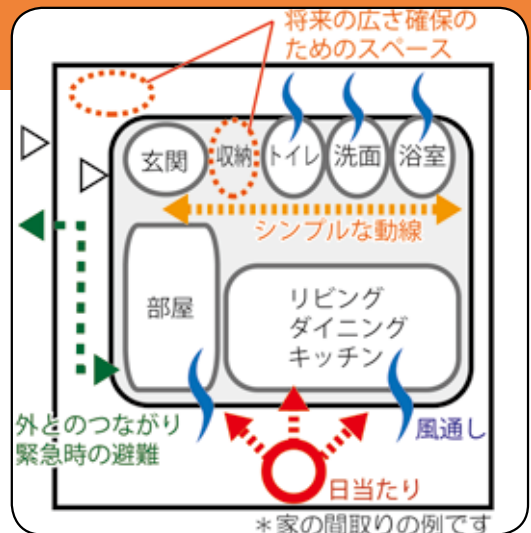 将来の広さ確保の
ためのスペース
玄関
収納
トイレ
洗面
浴室
シンプルな動線
部屋
リビング
ダイニング
キッチン
外とのつながり
緊急時の避難
風通し
日当たり
＊家の間取りの例です